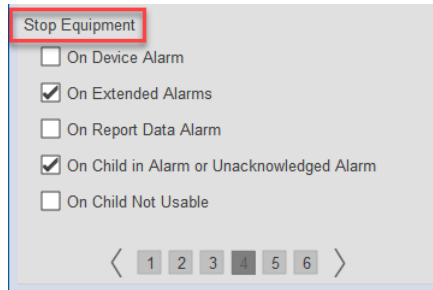 Stop Equipment
On Device Alarm
On Extended Alarms
On Report Data Alarm
On Child in Alarm or Unacknowledged Alarm
On Child Not Usable
1 2 3 4 5 6